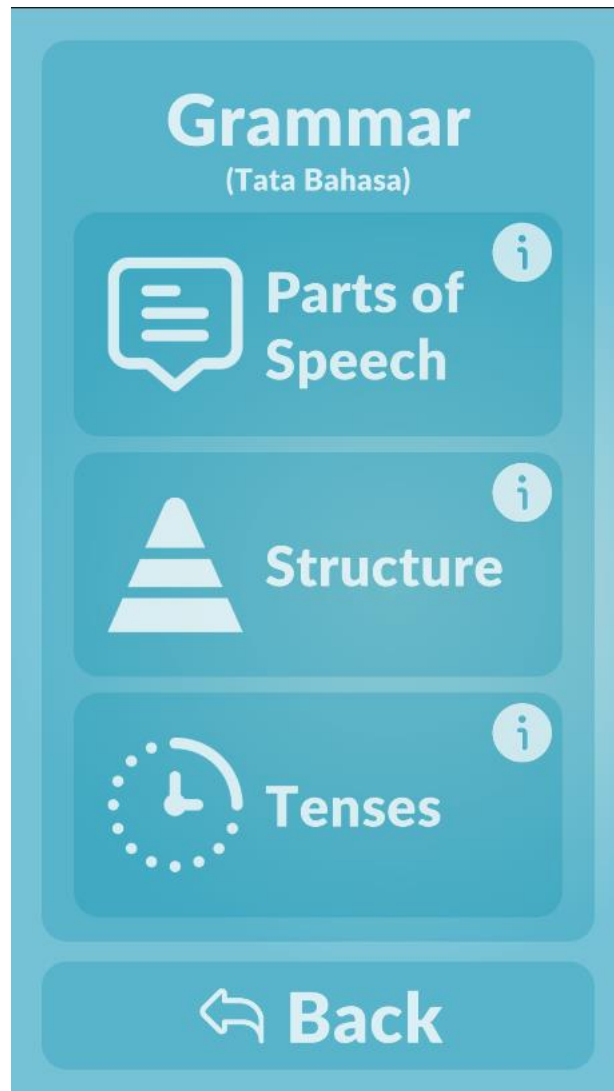 Grammar
(Tata Bahasa)
Parts of
Speech
Structure
Tenses
Back